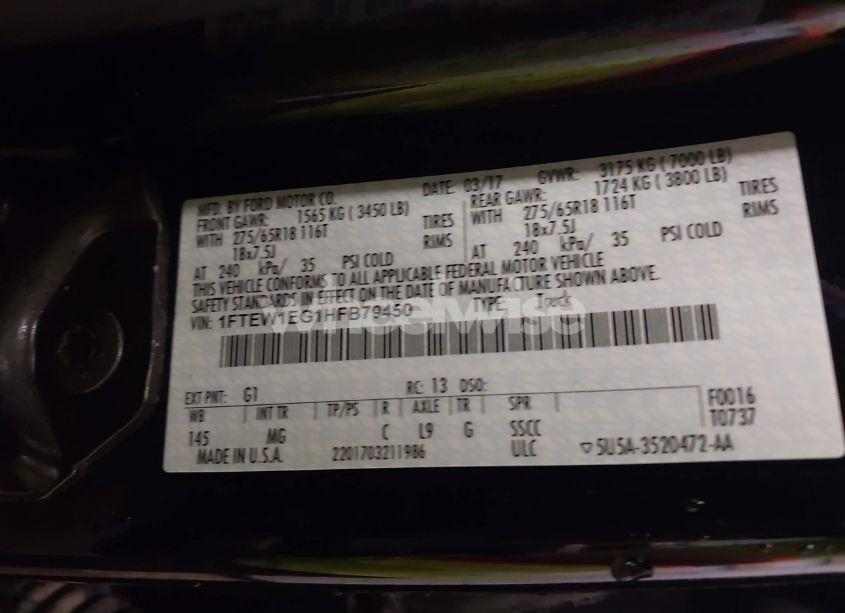 MFD. BY FORD MOTOR CO.
DATE: 03/17 GVWR: 3175 KG ( 7000 LB)
FRONT GAWR: 1565 KG ( 3450 LB) REAR GAWR: 1724 KG ( 3800 LB)
WITH 275/65R18 116T TIRES WITH 275/65R18 116T TIRES
18x7.5J RIMS 18x7.5J RIMS
AT 240 kPa/ 35 PSI COLD AT 240 kPa/ 35 PSI COLD
THIS VEHICLE CONFORMS TO ALL APPLICABLE FEDERAL MOTOR VEHICLE
SAFETY STANDARDS IN EFFECT ON THE DATE OF MANUFACTURE SHOWN ABOVE.
VIN: 1FTEW1EG1HFB79450 TYPE: Truck
EXT PNT: G1 RC: 13 DSO:
WB INT TR TP/PS R AXLE TR SPR F0016
145 MG C L9 G SSCC T0737
MADE IN U.S.A. 2201703211986 ULC 5U5A-3520472-AA